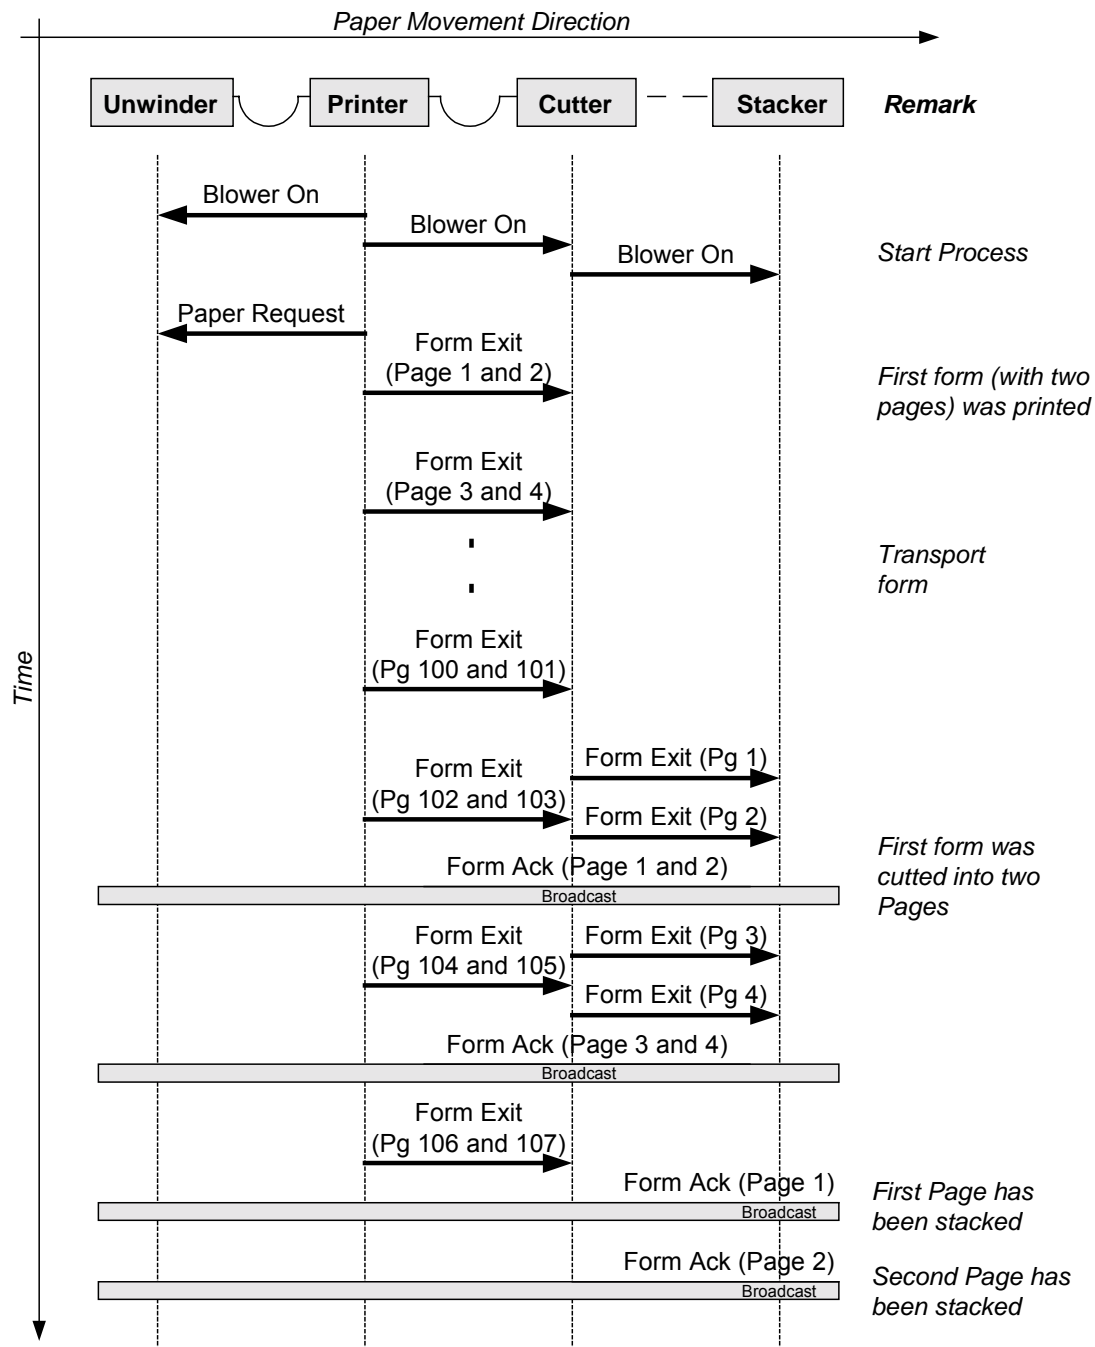 Paper Movement Direction
Unwinder
Printer
Cutter
Stacker
Remark
Blower On
Blower On
Blower On
Start Process
Paper Request
Form Exit
(Page 1 and 2)
First form (with two
pages) was printed
Form Exit
(Page 3 and 4)
Transport
form
Time
Form Exit
(Pg 100 and 101)
Form Exit (Pg 1)
Form Exit
(Pg 102 and 103)
Form Exit (Pg 2)
First form was
cutted into two
Pages
Form Ack (Page 1 and 2)
Broadcast
Form Exit (Pg 3)
Form Exit
(Pg 104 and 105)
Form Exit (Pg 4)
Form Ack (Page 3 and 4)
Broadcast
Form Exit
(Pg 106 and 107)
Form Ack (Page 1)
Broadcast
First Page has
been stacked
Form Ack (Page 2)
Broadcast
Second Page has
been stacked